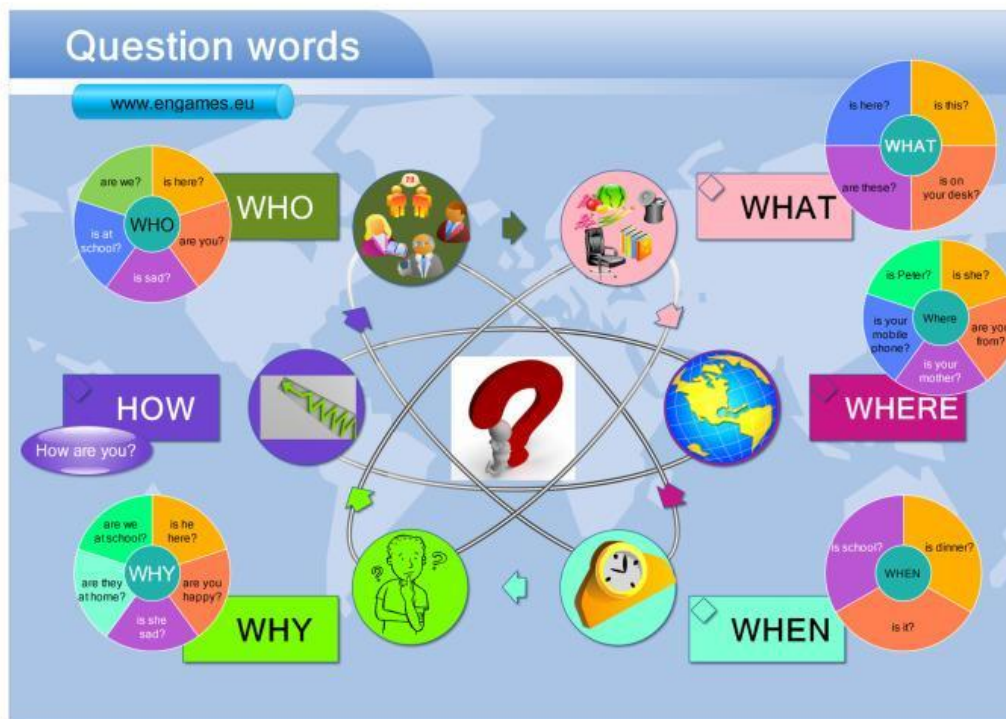 Question words
www.engames.eu
WHO
are we?
is here?
are you?
is sad?
is at
school?
WHO
WHAT
is here?
is this?
is on
your desk?
are these?
WHAT
HOW
How are you?
WHERE
is Peter?
is she?
are you
from?
is your
mother?
is your
mobile
phone?
Where
WHY
are we
at school?
is he
here?
are you
happy?
is she
sad?
are they
at home?
WHY
WHEN
is school?
is dinner?
is it?
WHEN